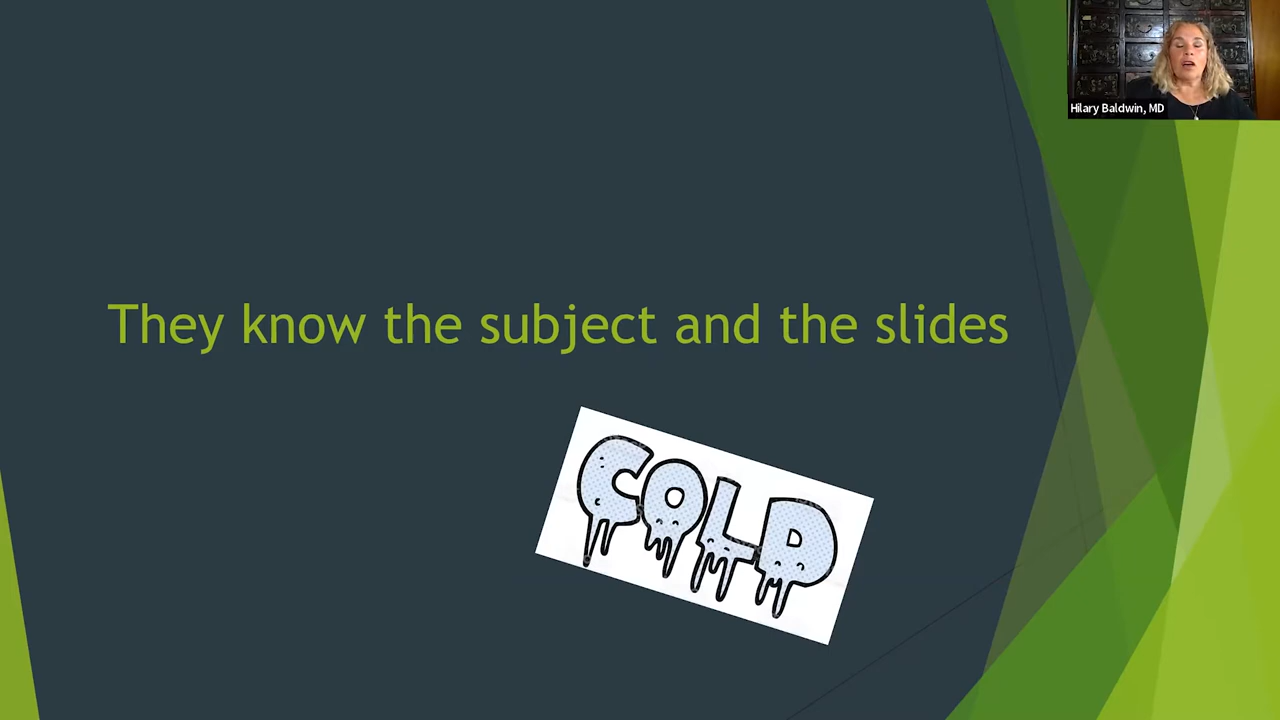 Hilary Baldwin, MD
They know the subject and the slides
COLD